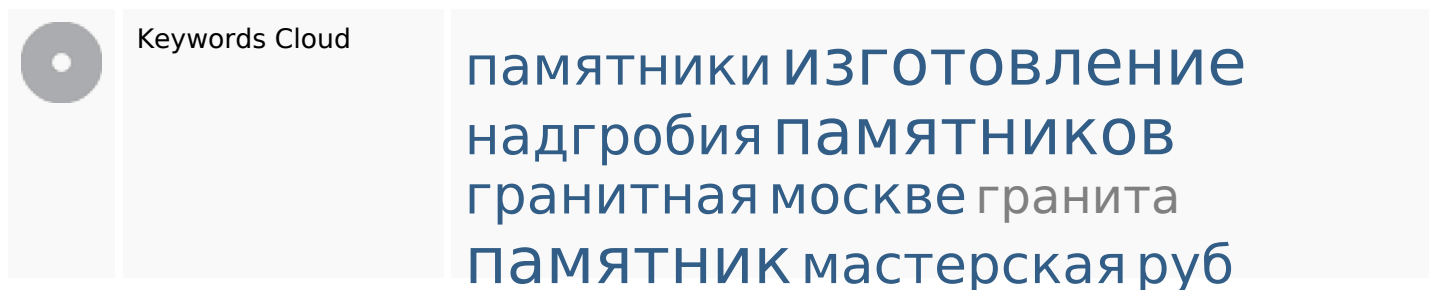 Keywords Cloud
памятники изготовление
надгробия памятников
гранитная москве гранита
памятник мастерская руб